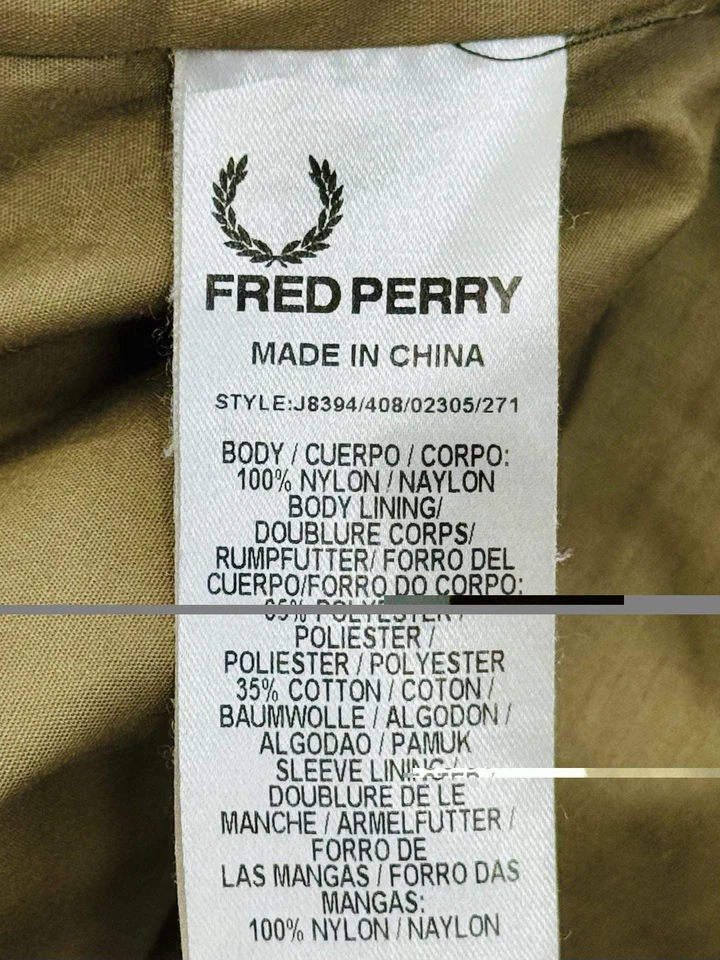 FRED PERRY
MADE IN CHINA
STYLE:J8394/408/02305/271
BODY / CUERPO / CORPO:
100% NYLON / NAYLON
BODY LINING/
DOUBLURE CORPS/
RUMPFUTTER/ FORRO DEL
CUERPO/FORRO DO CORPO:
POLIESTER /
POLIESTER / POLYESTER
35% COTTON / COTON /
BAUMWOLLE / ALGODON /
ALGODAO / PAMUK
SLEEVE LINING/
DOUBLURE DE LE
MANCHE / ARMELFUTTER /
FORRO DE
LAS MANGAS / FORRO DAS
MANGAS:
100% NYLON / NAYLON